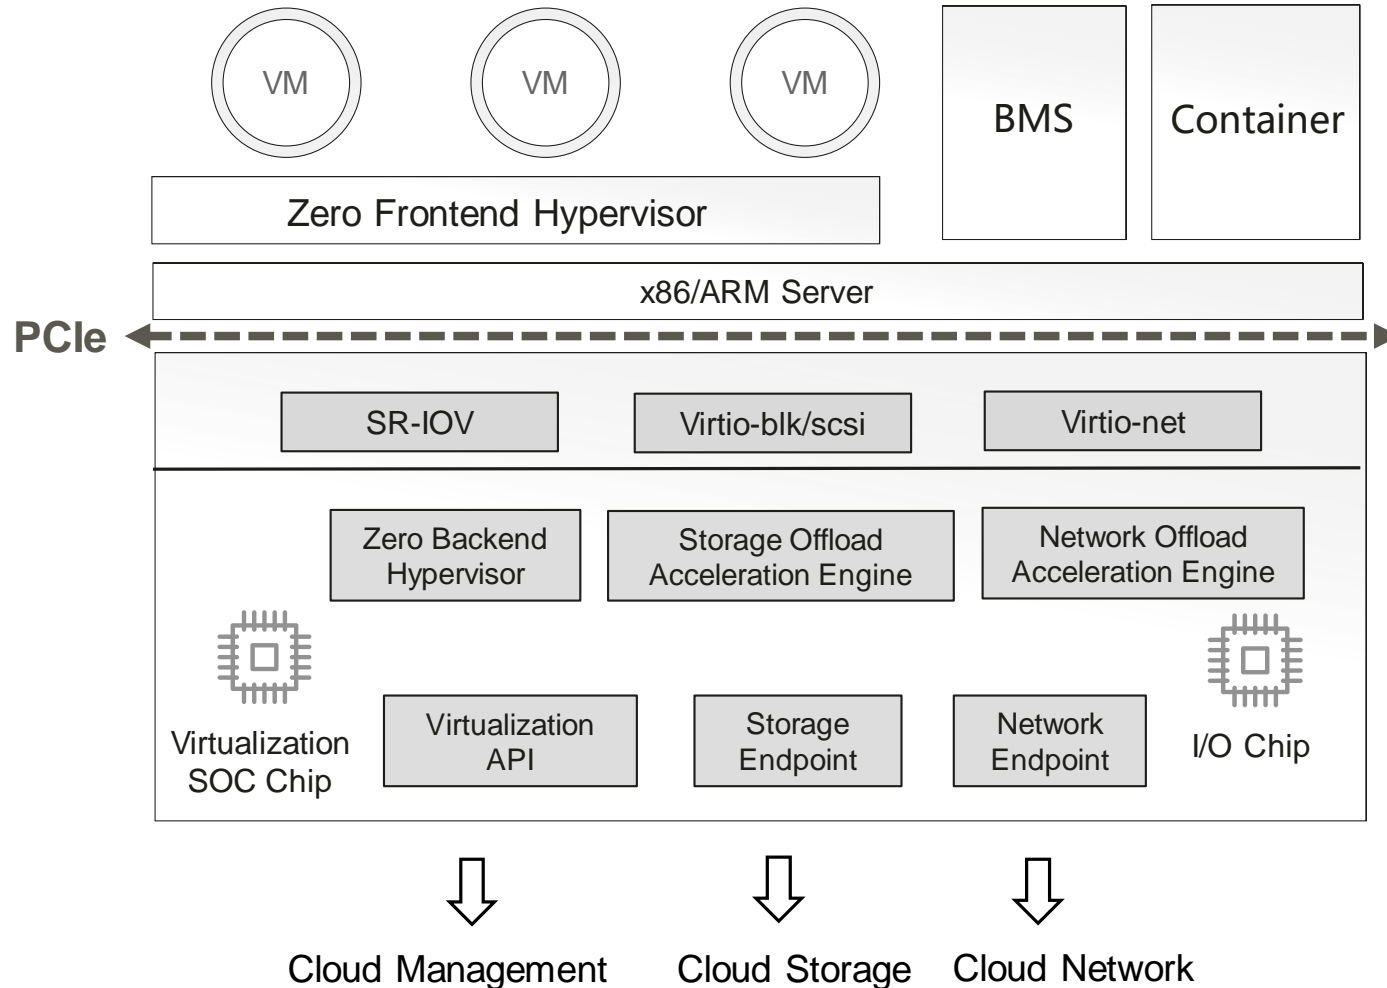 VM
VM
VM
BMS
Container
Zero Frontend Hypervisor
x86/ARM Server
PCIe
SR-IOV
Virtio-blk/scsi
Virtio-net
Zero Backend
Hypervisor
Storage Offload
Acceleration Engine
Network Offload
Acceleration Engine
Virtualization
SOC Chip
Virtualization
API
Storage
Endpoint
Network
Endpoint
I/O Chip
Cloud Management
Cloud Storage
Cloud Network